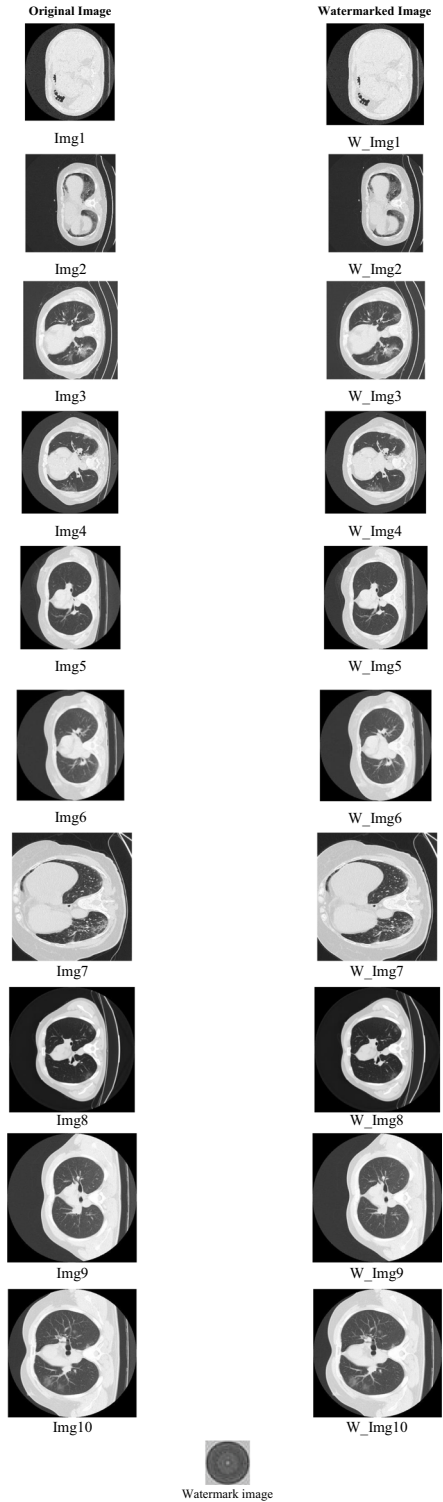 Original Image Watermarked Image
Img1 W_Img1
Img2 W_Img2
Img3 W_Img3
Img4 W_Img4
Img5 W_Img5
Img6 W_Img6
Img7 W_Img7
Img8 W_Img8
Img9 W_Img9
Img10 W_Img10
Watermark image